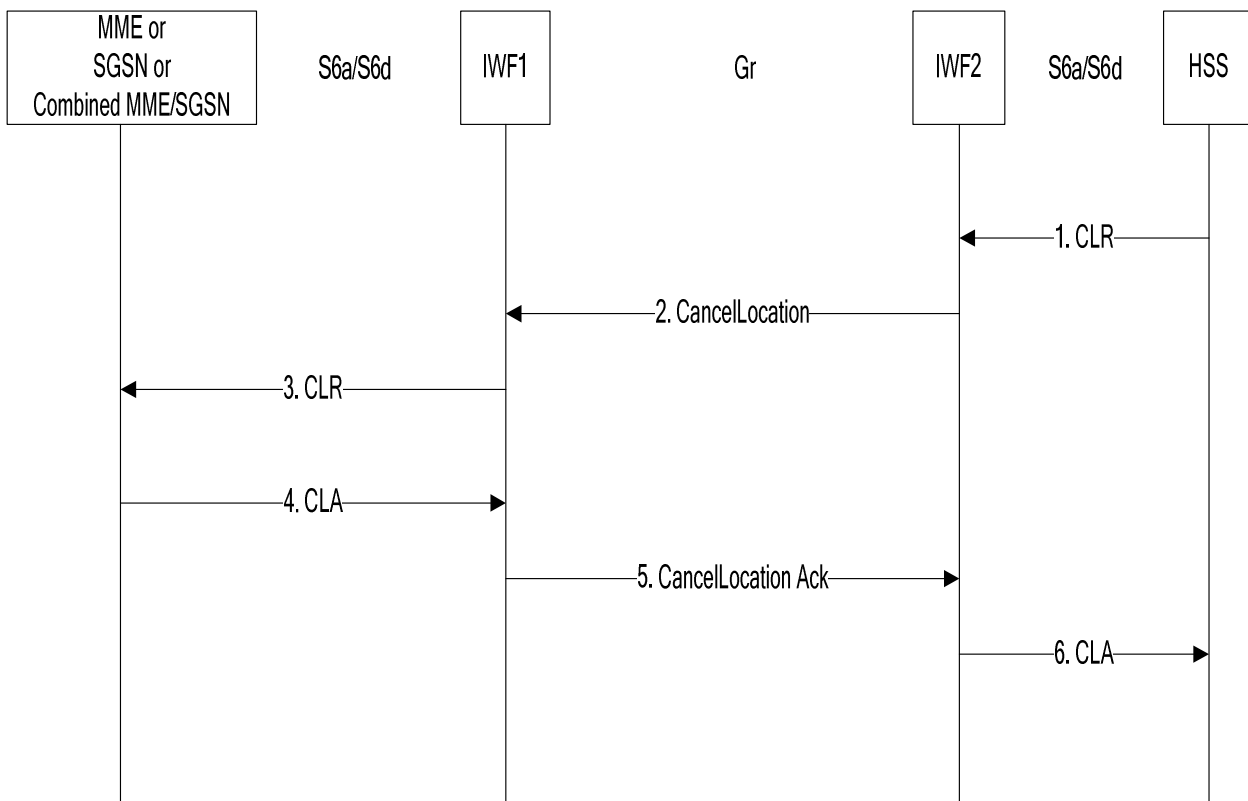 MME or
SGSN or
Combined MME/SGSN
S6a/S6d
IWF1
Gr
IWF2
S6a/S6d
HSS
1. CLR
2. CancelLocation
3. CLR
4. CLA
5. CancelLocation Ack
6. CLA